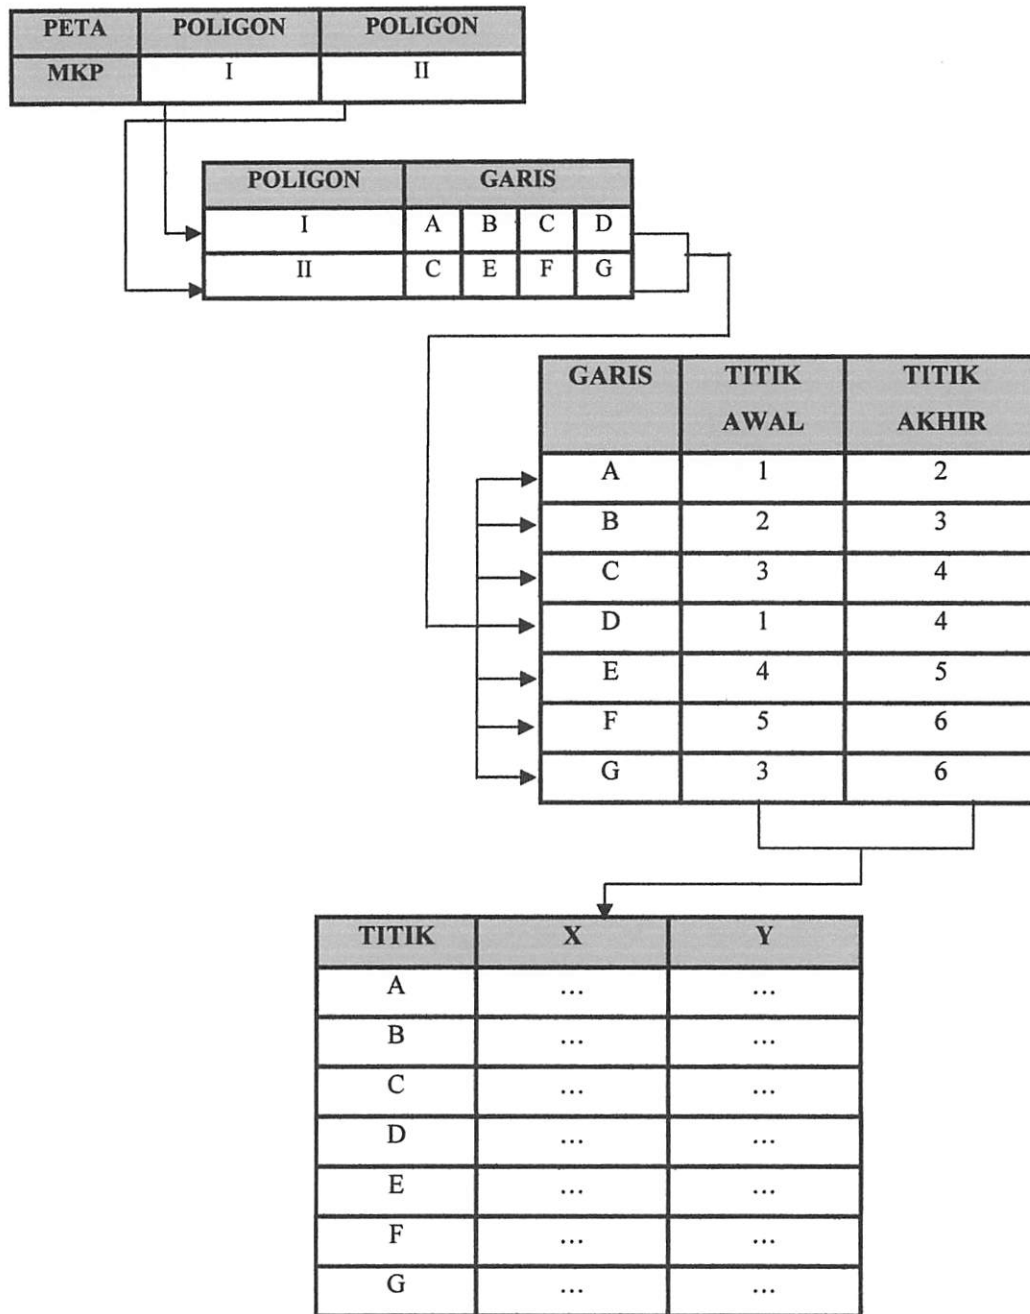 PETA POLIGON POLIGON
MKP I II
POLIGON GARIS
I A B C D
II C E F G
GARIS TITIK AWAL TITIK AKHIR
A 1 2
B 2 3
C 3 4
D 1 4
E 4 5
F 5 6
G 3 6
TITIK X Y
A ... ...
B ... ...
C ... ...
D ... ...
E ... ...
F ... ...
G ... ...